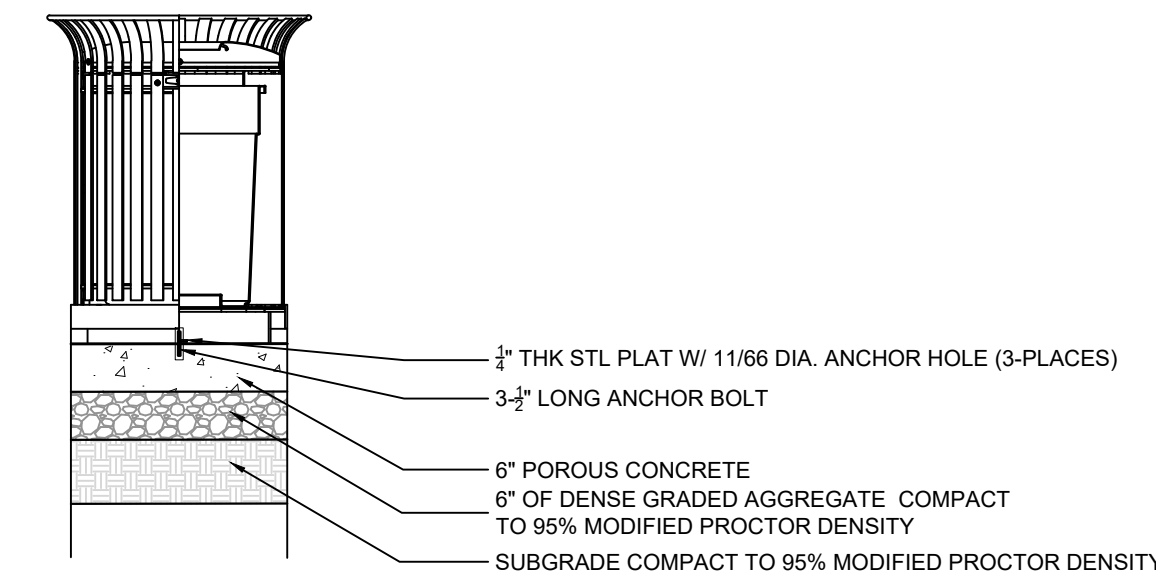 1/4" THK STL PLAT W/ 11/66 DIA. ANCHOR HOLE (3-PLACES)
3-1/2" LONG ANCHOR BOLT
6" POROUS CONCRETE
6" OF DENSE GRADED AGGREGATE COMPACT
TO 95% MODIFIED PROCTOR DENSITY
SUBGRADE COMPACT TO 95% MODIFIED PROCTOR DENSITY